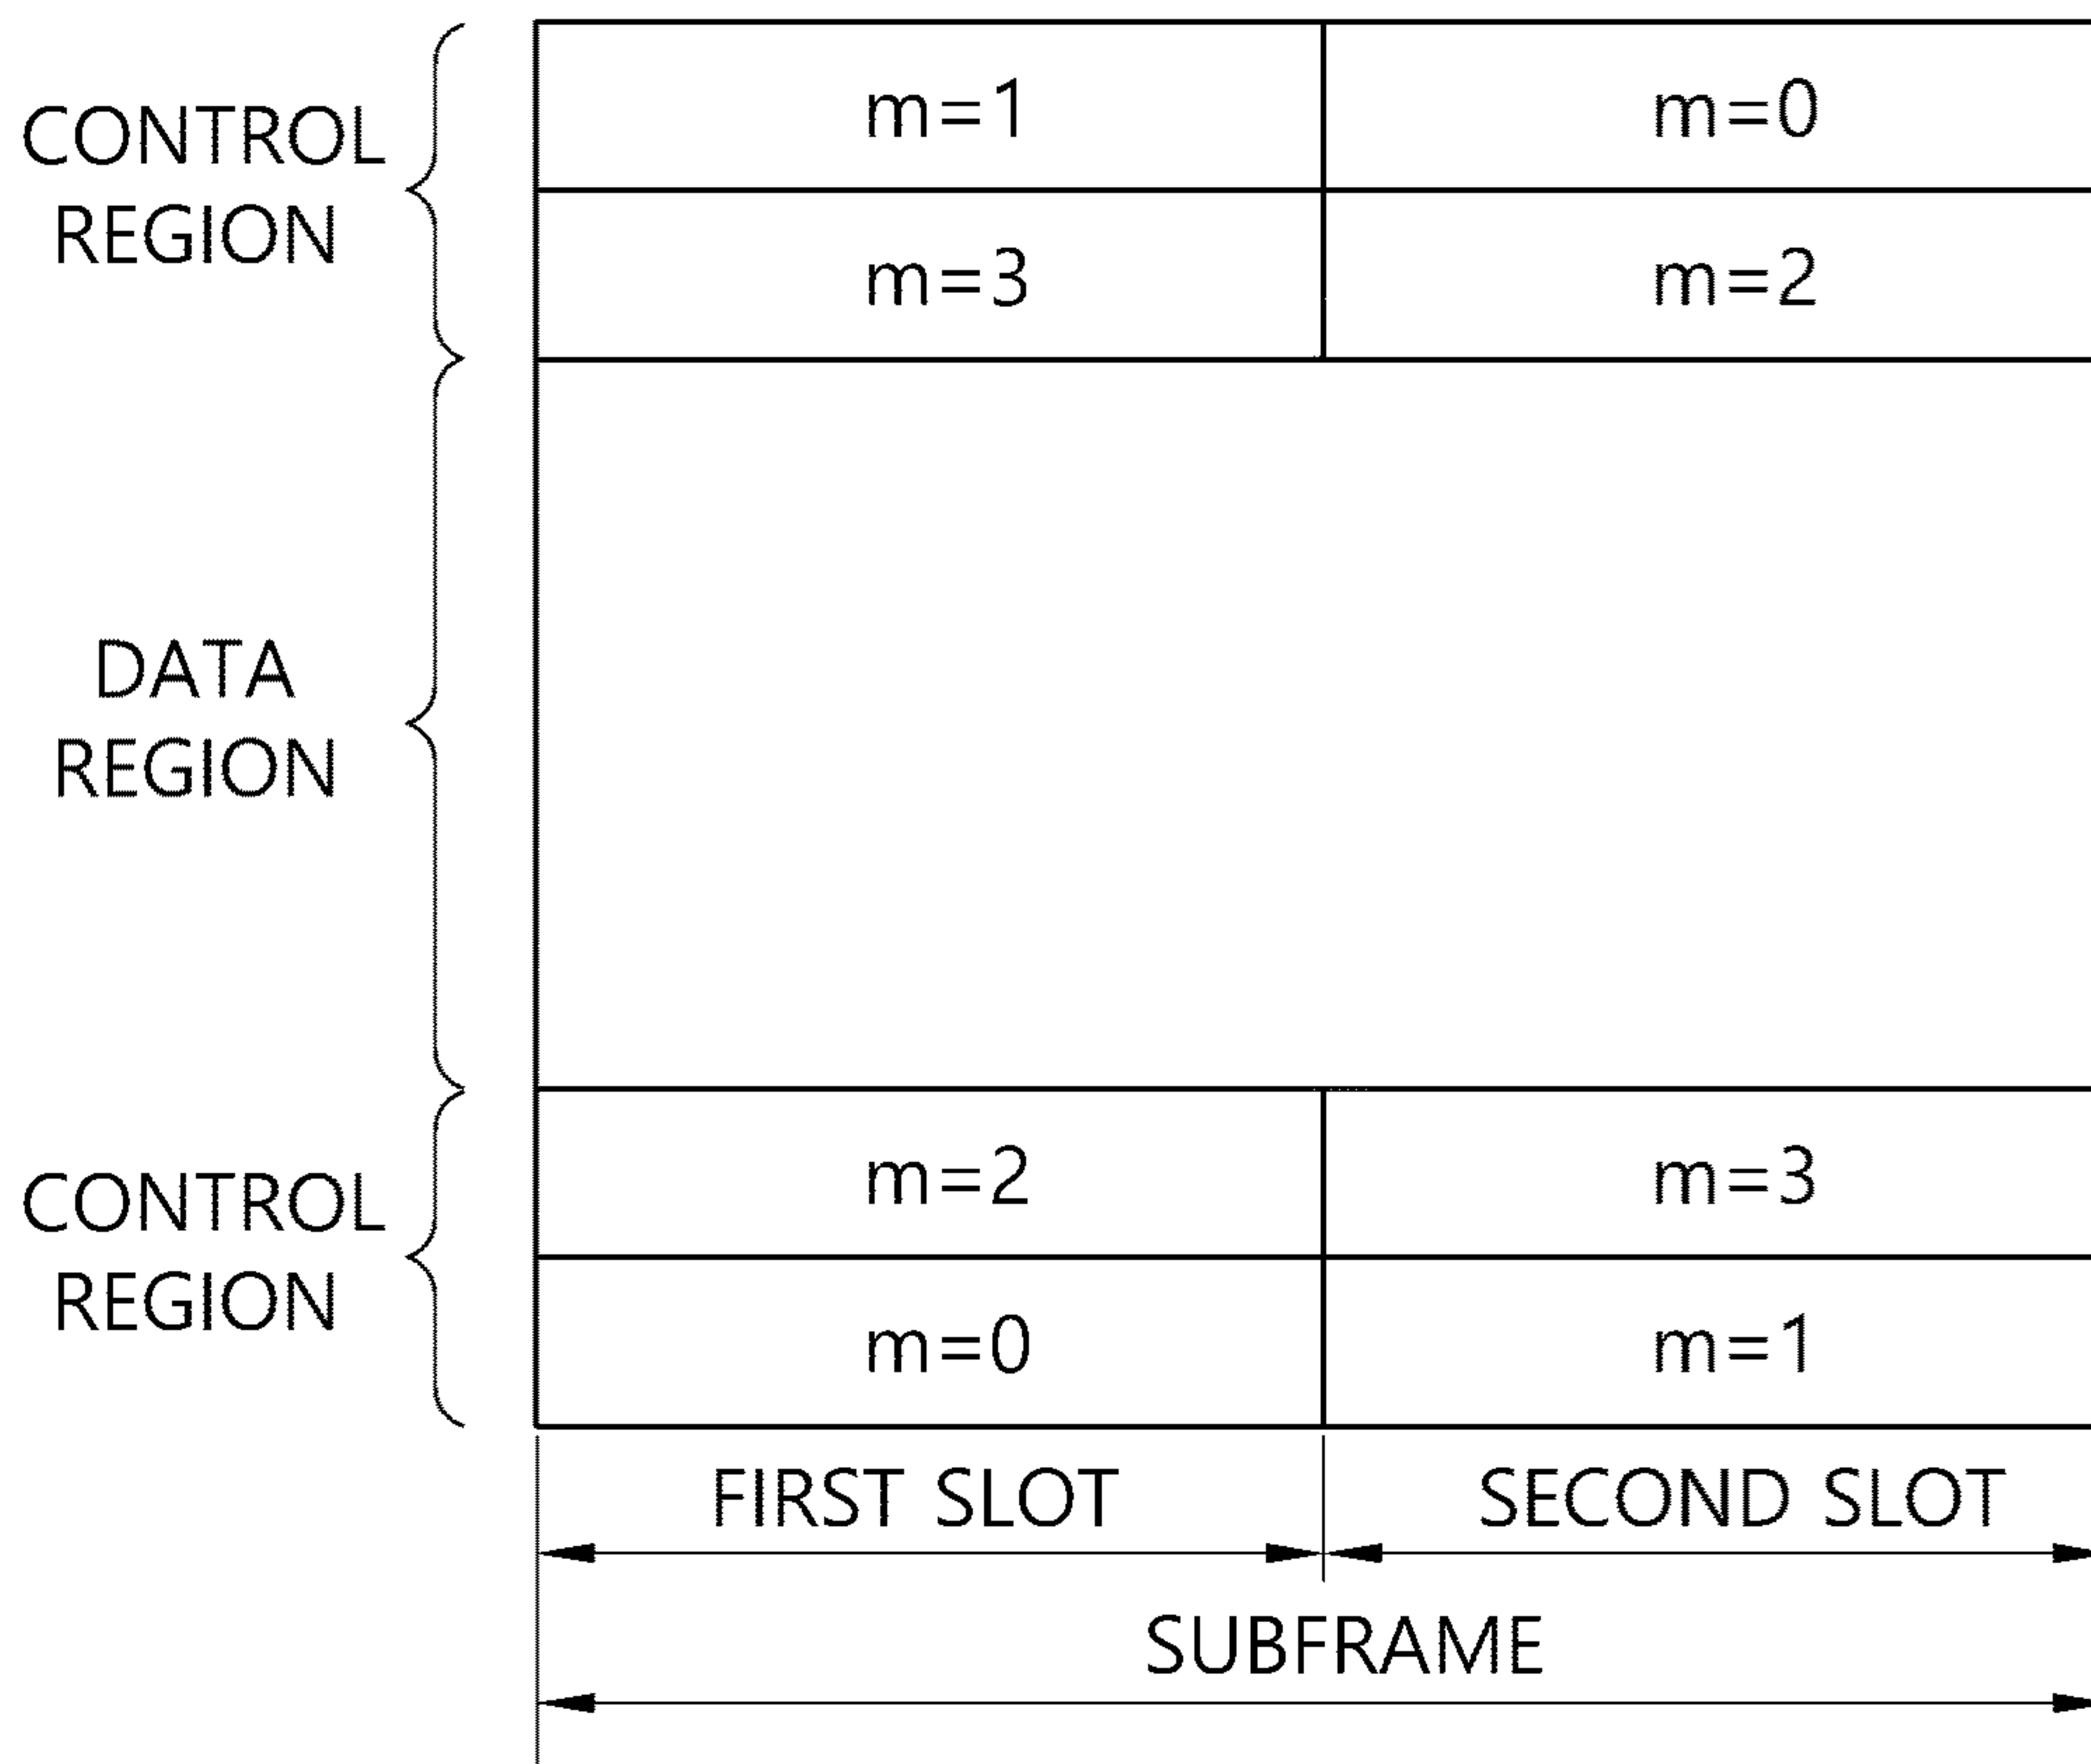 CONTROL
REGION
m=1
m=0
m=3
m=2
DATA
REGION
CONTROL
REGION
m=2
m=3
m=0
m=1
FIRST SLOT
SECOND SLOT
SUBFRAME